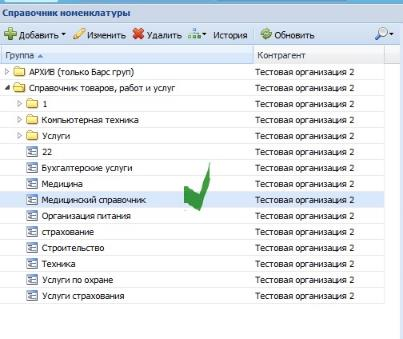 Справочник номенклатуры
Добавить Изменить Удалить История Обновить
Группа Контрагент
АРХИВ (только Барс груп) Тестовая организация 2
Справочник товаров, работ и услуг Тестовая организация 2
1 Тестовая организация 2
Компьютерная техника Тестовая организация 2
Услуги Тестовая организация 2
22 Тестовая организация 2
Бухгалтерские услуги Тестовая организация 2
Медицина Тестовая организация 2
Медицинский справочник Тестовая организация 2
Организация питания Тестовая организация 2
страхование Тестовая организация 2
Строительство Тестовая организация 2
Техника Тестовая организация 2
Услуги по охране Тестовая организация 2
Услуги страхования Тестовая организация 2